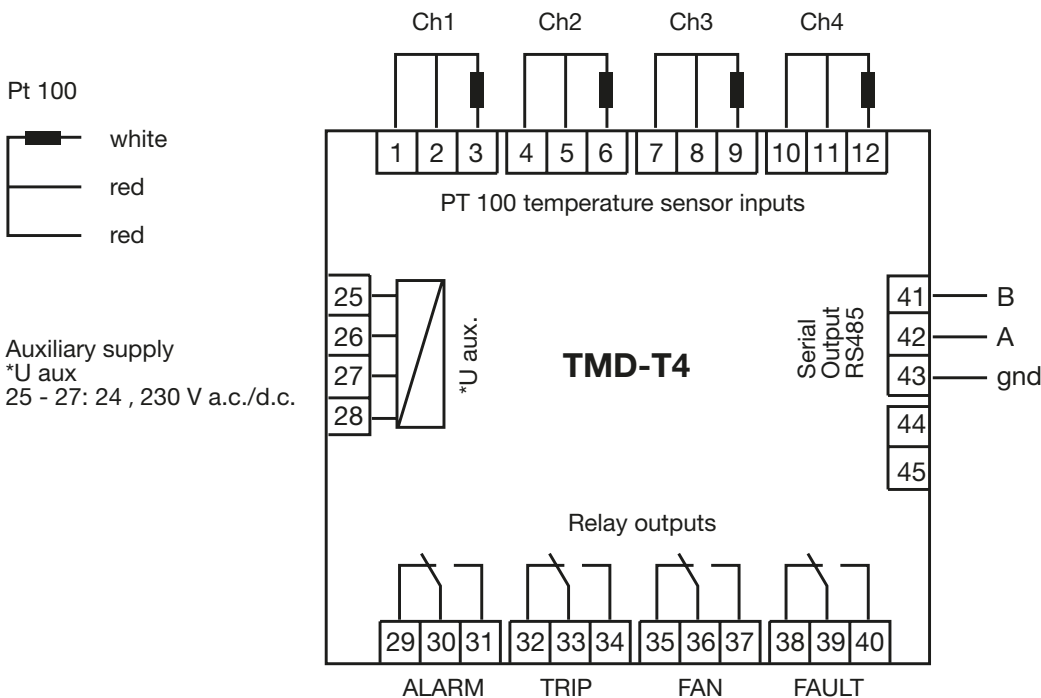 Ch1 Ch2 Ch3 Ch4
Pt 100
white
red
red
1 2 3 4 5 6 7 8 9 10 11 12
PT 100 temperature sensor inputs
25
26
27
28
*U aux.
Auxiliary supply
*U aux
25 - 27: 24 , 230 V a.c./d.c.
TMD-T4
Serial
Output
RS485
41 B
42 A
43 gnd
44
45
Relay outputs
29 30 31 32 33 34 35 36 37 38 39 40
ALARM TRIP FAN FAULT